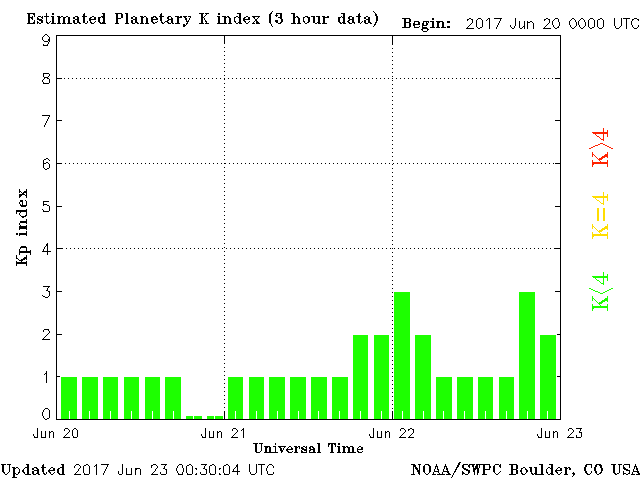 Estimated Planetary K index (3 hour data) Begin: 2017 Jun 20 0000 UTC
9
8
7
6
5
4
3
2
1
0
Kp index
K>4
K=4
K<4
Jun 20 Jun 21 Jun 22 Jun 23
Universal Time
Updated 2017 Jun 23 00:30:04 UTC NOAA/SWPC Boulder, CO USA